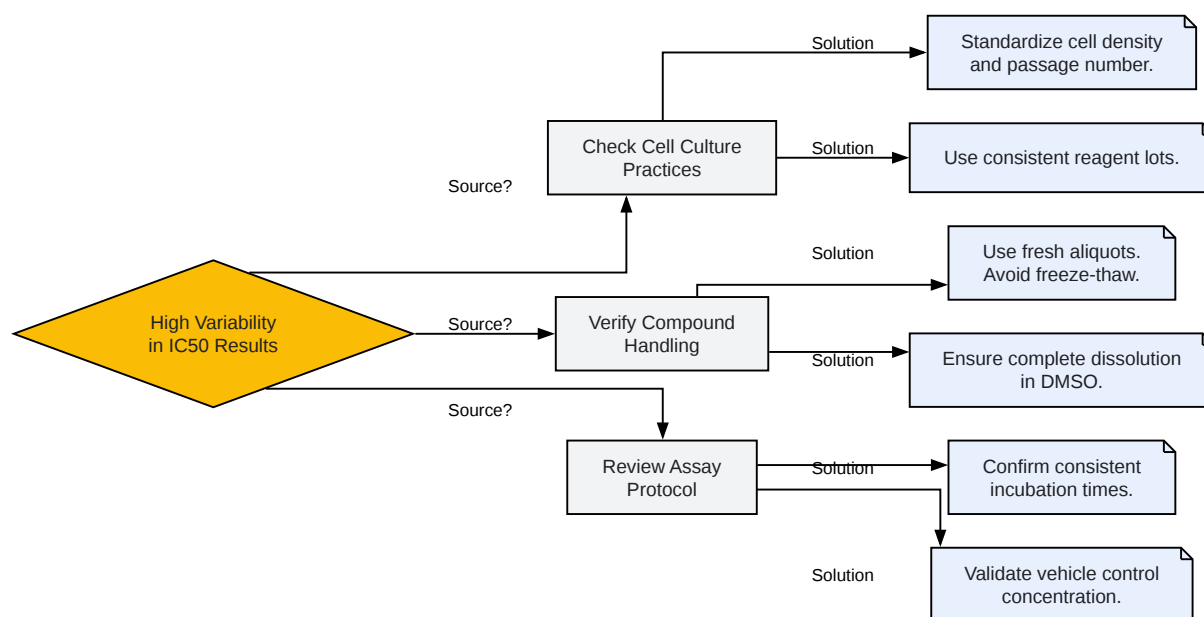 Solution
Standardize cell density
and passage number.
Check Cell Culture
Practices
Solution
Use consistent reagent lots.
Source?
Solution
Use fresh aliquots.
Avoid freeze-thaw.
High Variability
in IC50 Results
Source?
Verify Compound
Handling
Solution
Ensure complete dissolution
in DMSO.
Source?
Review Assay
Protocol
Solution
Confirm consistent
incubation times.
Solution
Validate vehicle control
concentration.